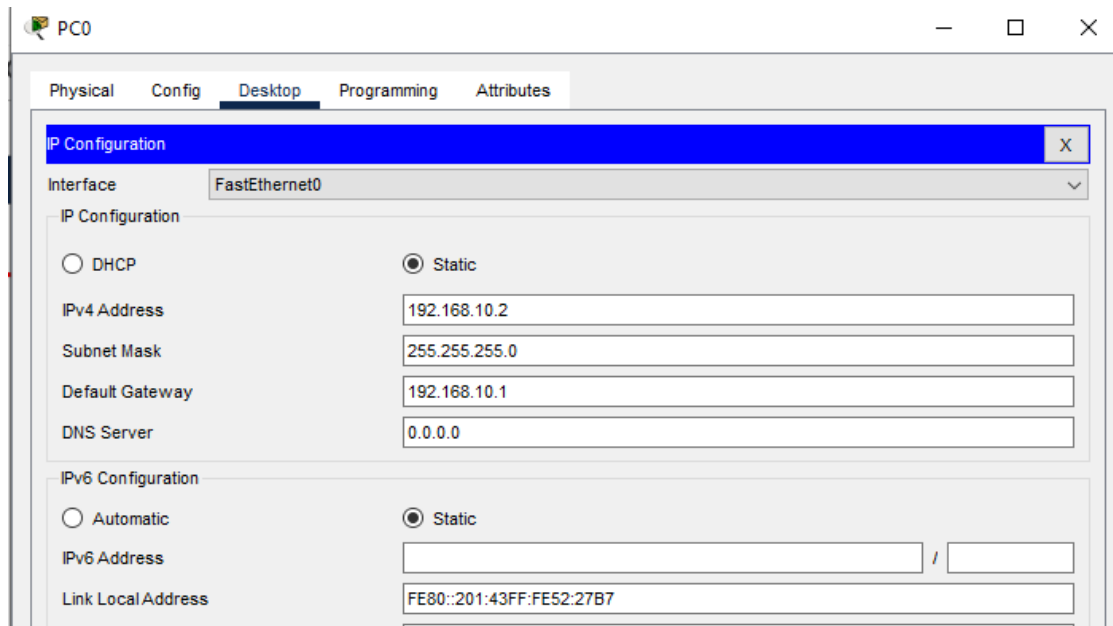 PC0
Physical Config Desktop Programming Attributes
IP Configuration X
Interface FastEthernet0
IP Configuration
DHCP Static
IPv4 Address 192.168.10.2
Subnet Mask 255.255.255.0
Default Gateway 192.168.10.1
DNS Server 0.0.0.0
IPv6 Configuration
Automatic Static
IPv6 Address /
Link Local Address FE80::201:43FF:FE52:27B7